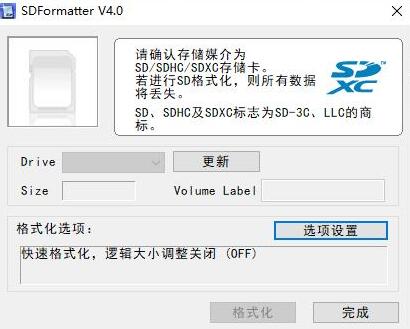 SDFormatter V4.0
请确认存储媒介为
SD/SDHC/SDXC存储卡。
若进行SD格式化，则所有数据
将丢失。
SD、SDHC及SDXC标志为SD-3C、LLC的商
标。
SD
XC
Drive
更新
Size
Volume Label
格式化选项：
选项设置
快速格式化，逻辑大小调整关闭 (OFF)
格式化
完成